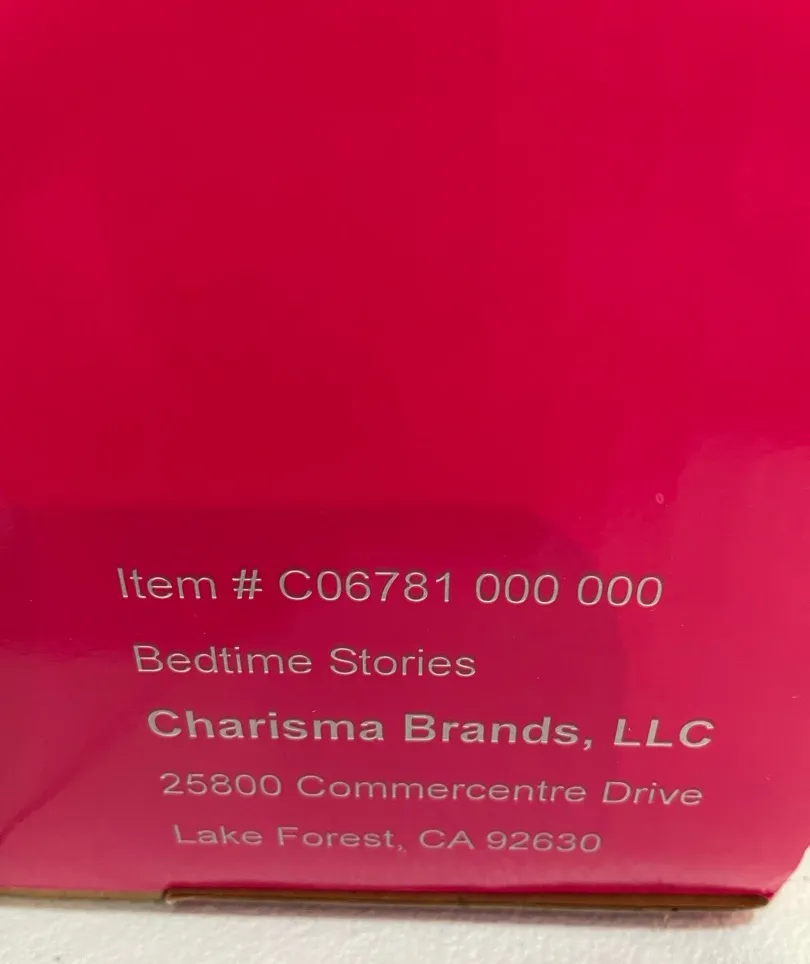 Item # C06781 000 000
Bedtime Stories
Charisma Brands, LLC
25800 Commercentre Drive
Lake Forest, CA 92630